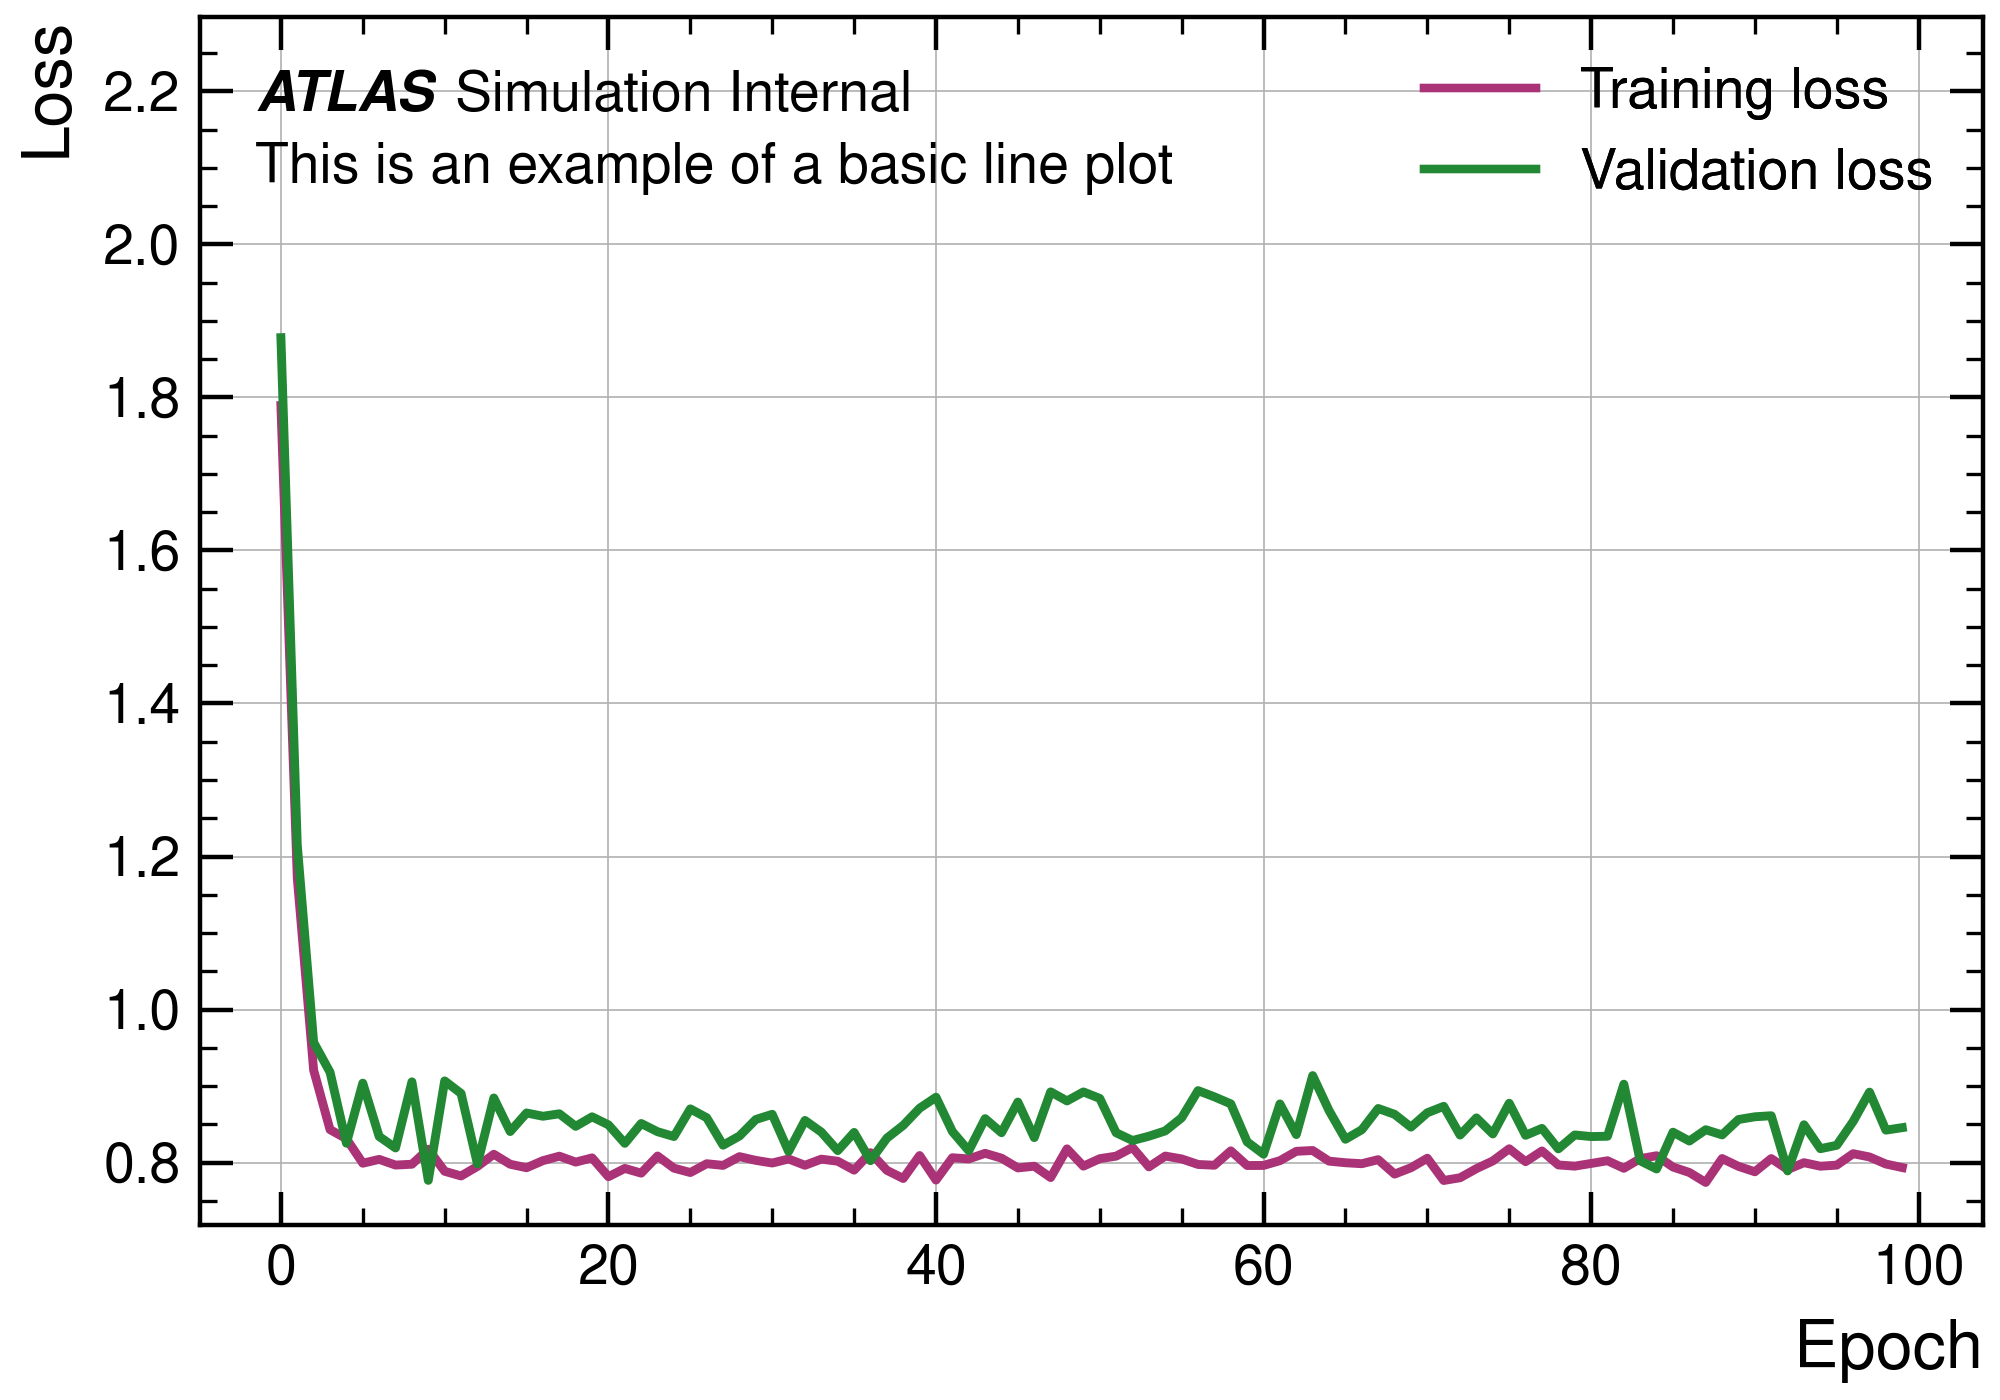 Loss
2.2
2.0
1.8
1.6
1.4
1.2
1.0
0.8
ATLAS Simulation Internal
This is an example of a basic line plot
Training loss
Validation loss
0 20 40 60 80 100
Epoch